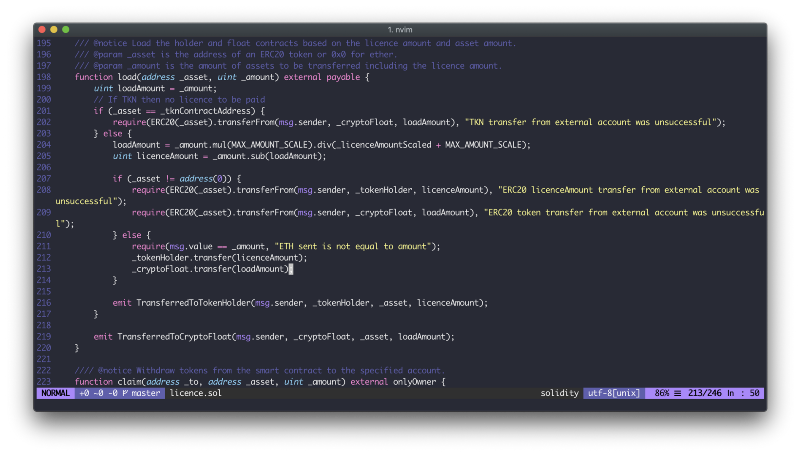 1. nvim
195 /// @notice Load the holder and float contracts based on the licence amount and asset amount.
196 /// @param _asset is the address of an ERC20 token or 0x0 for ether.
197 /// @param _amount is the amount of assets to be transferred including the licence amount.
198 function load(address _asset, uint _amount) external payable {
199 uint loadAmount = _amount;
200 // If TKN then no licence to be paid
201 if (_asset == _tknContractAddress) {
202 require(ERC20(_asset).transferFrom(msg.sender, _cryptoFloat, loadAmount), "TKN transfer from external account was unsuccessful");
203 } else {
204 loadAmount = _amount.mul(MAX_AMOUNT_SCALE).div(_licenceAmountScaled + MAX_AMOUNT_SCALE);
205 uint licenceAmount = _amount.sub(loadAmount);
206
207 if (_asset != address(0)) {
208 require(ERC20(_asset).transferFrom(msg.sender, _tokenHolder, licenceAmount), "ERC20 licenceAmount transfer from external account was
unsuccessful");
209 require(ERC20(_asset).transferFrom(msg.sender, _cryptoFloat, loadAmount), "ERC20 token transfer from external account was unsuccessfu
l");
210 } else {
211 require(msg.value == _amount, "ETH sent is not equal to amount");
212 _tokenHolder.transfer(licenceAmount);
213 _cryptoFloat.transfer(loadAmount);
214 }
215
216 emit TransferredToTokenHolder(msg.sender, _tokenHolder, _asset, licenceAmount);
217 }
218
219 emit TransferredToCryptoFloat(msg.sender, _cryptoFloat, _asset, loadAmount);
220 }
221
222 //// @notice Withdraw tokens from the smart contract to the specified account.
223 function claim(address _to, address _asset, uint _amount) external onlyOwner {
NORMAL +0 ~0 -0 master licence.sol solidity utf-8[unix] 86% ☰ 213/246 ln : 50